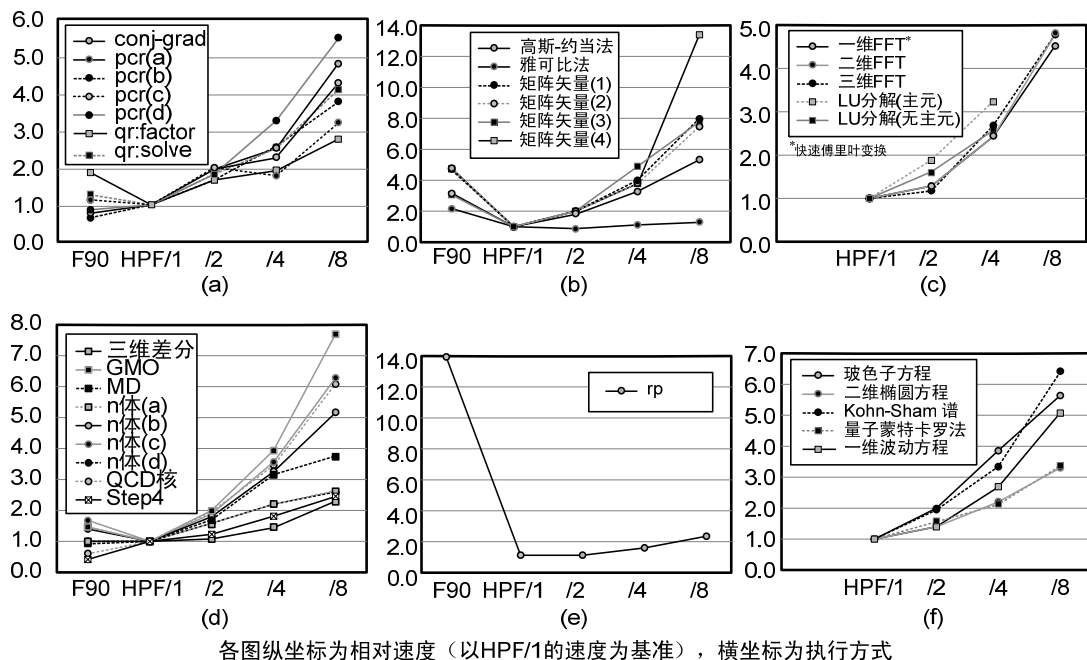 6.0
5.0
4.0
3.0
2.0
1.0
0.0
conj-grad
pcr(a)
pcr(b)
pcr(c)
pcr(d)
qr:factor
qr:solve
F90 HPF/1 /2 /4 /8
(a)
14.0
12.0
10.0
8.0
6.0
4.0
2.0
0.0
高斯-约当法
雅可比法
矩阵矢量(1)
矩阵矢量(2)
矩阵矢量(3)
矩阵矢量(4)
F90 HPF/1 /2 /4 /8
(b)
5.0
4.0
3.0
2.0
1.0
0.0
一维FFT*
二维FFT
三维FFT
LU分解(主元)
LU分解(无主元)
*快速傅里叶变换
HPF/1 /2 /4 /8
(c)
8.0
7.0
6.0
5.0
4.0
3.0
2.0
1.0
0.0
三维差分
GMO
MD
n体(a)
n体(b)
n体(c)
n体(d)
QCD核
Step4
F90 HPF/1 /2 /4 /8
(d)
14.0
12.0
10.0
8.0
6.0
4.0
2.0
0.0
rp
F90 HPF/1 /2 /4 /8
(e)
7.0
6.0
5.0
4.0
3.0
2.0
1.0
0.0
玻色子方程
二维椭圆方程
Kohn-Sham 谱
量子蒙特卡罗法
一维波动方程
HPF/1 /2 /4 /8
(f)
各图纵坐标为相对速度（以HPF/1的速度为基准），横坐标为执行方式